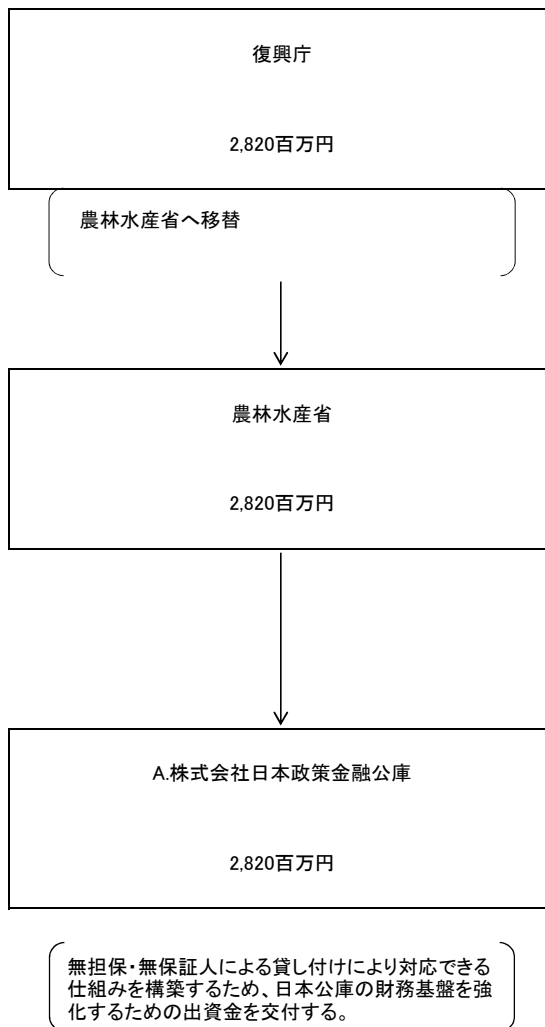 復興庁
2,820百万円
農林水産省へ移替
農林水産省
2,820百万円
A.株式会社日本政策金融公庫
2,820百万円
無担保・無保証人による貸し付けにより対応できる
仕組みを構築するため、日本公庫の財務基盤を強
化するための出資金を交付する。